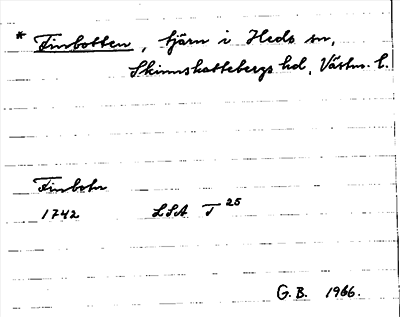 * Finbotten, tjärn i Heds sn,
Skinnskattebergs hd, Västm. l.
Finbotn
1742 LSA T 25
G. B. 1966.